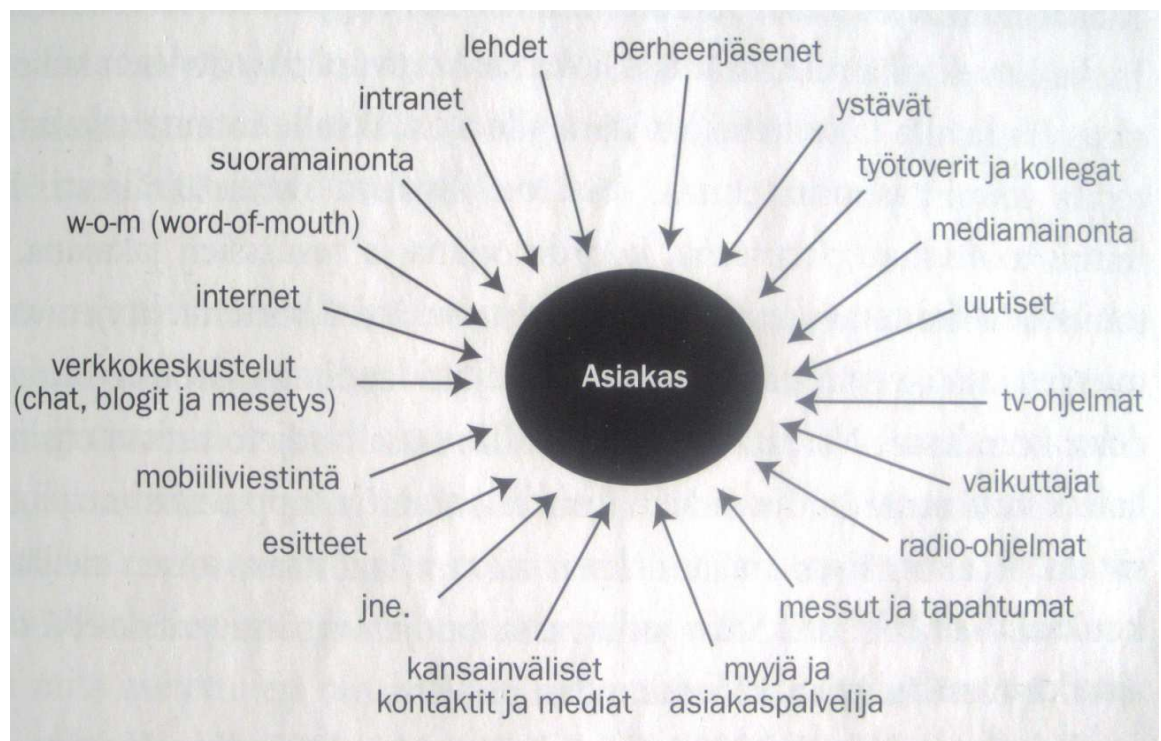 lehdet
perheenjäsenet
intranet
ystävät
suoramainonta
työtoverit ja kollegat
w-o-m (word-of-mouth)
mediamainonta
internet
uutiset
Asiakas
verkkokeskustelut
(chat, blogit ja mesetys)
tv-ohjelmat
mobiiliviestintä
vaikuttajat
esitteet
radio-ohjelmat
jne.
messut ja tapahtumat
kansainväliset
kontaktit ja mediat
myyjä ja
asiakaspalvelija